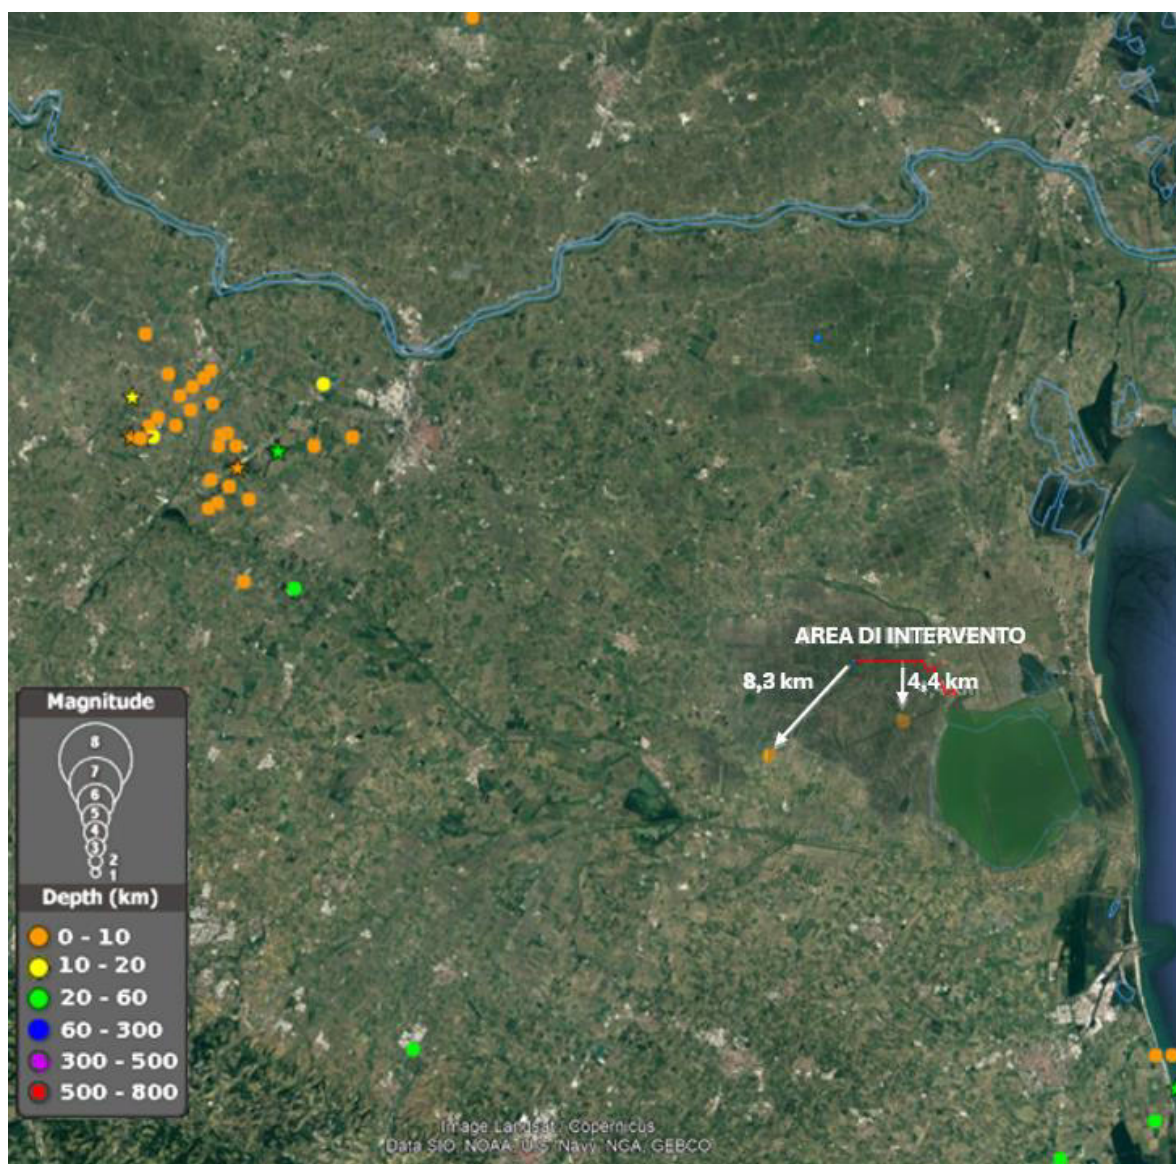 AREA DI INTERVENTO
8,3 km
4,4 km
Magnitude
8
7
6
5
4
3
2
1
Depth (km)
0 - 10
10 - 20
20 - 60
60 - 300
300 - 500
500 - 800
Image Landsat / Copernicus
Data SIO, NOAA, U.S. Navy, NGA, GEBCO